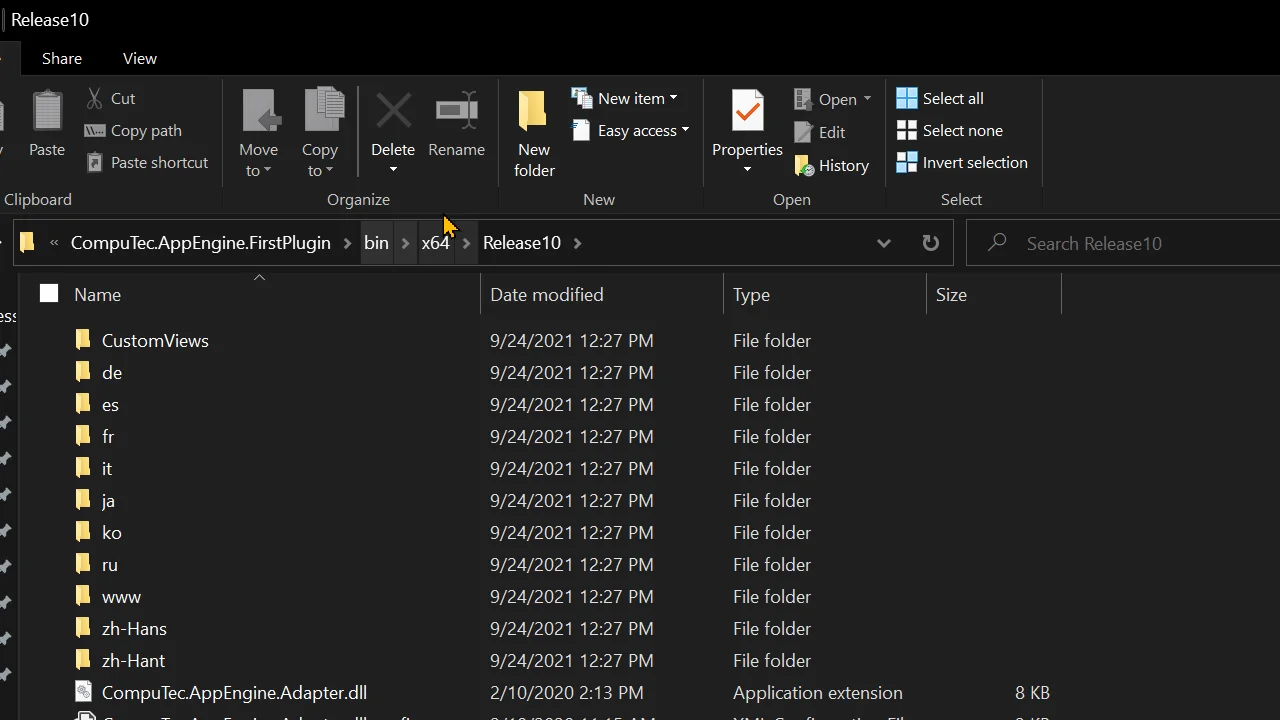 Release10
Share View
Cut
Copy path
Paste
Paste shortcut
Move to
Copy to
Delete
Rename
New folder
New item
Easy access
Properties
Open
Edit
History
Select all
Select none
Invert selection
Clipboard Organize New Open Select
« CompuTec.AppEngine.FirstPlugin bin x64 Release10 Search Release10
Name Date modified Type Size
CustomViews 9/24/2021 12:27 PM File folder
de 9/24/2021 12:27 PM File folder
es 9/24/2021 12:27 PM File folder
fr 9/24/2021 12:27 PM File folder
it 9/24/2021 12:27 PM File folder
ja 9/24/2021 12:27 PM File folder
ko 9/24/2021 12:27 PM File folder
ru 9/24/2021 12:27 PM File folder
www 9/24/2021 12:27 PM File folder
zh-Hans 9/24/2021 12:27 PM File folder
zh-Hant 9/24/2021 12:27 PM File folder
CompuTec.AppEngine.Adapter.dll 2/10/2020 2:13 PM Application extension 8 KB